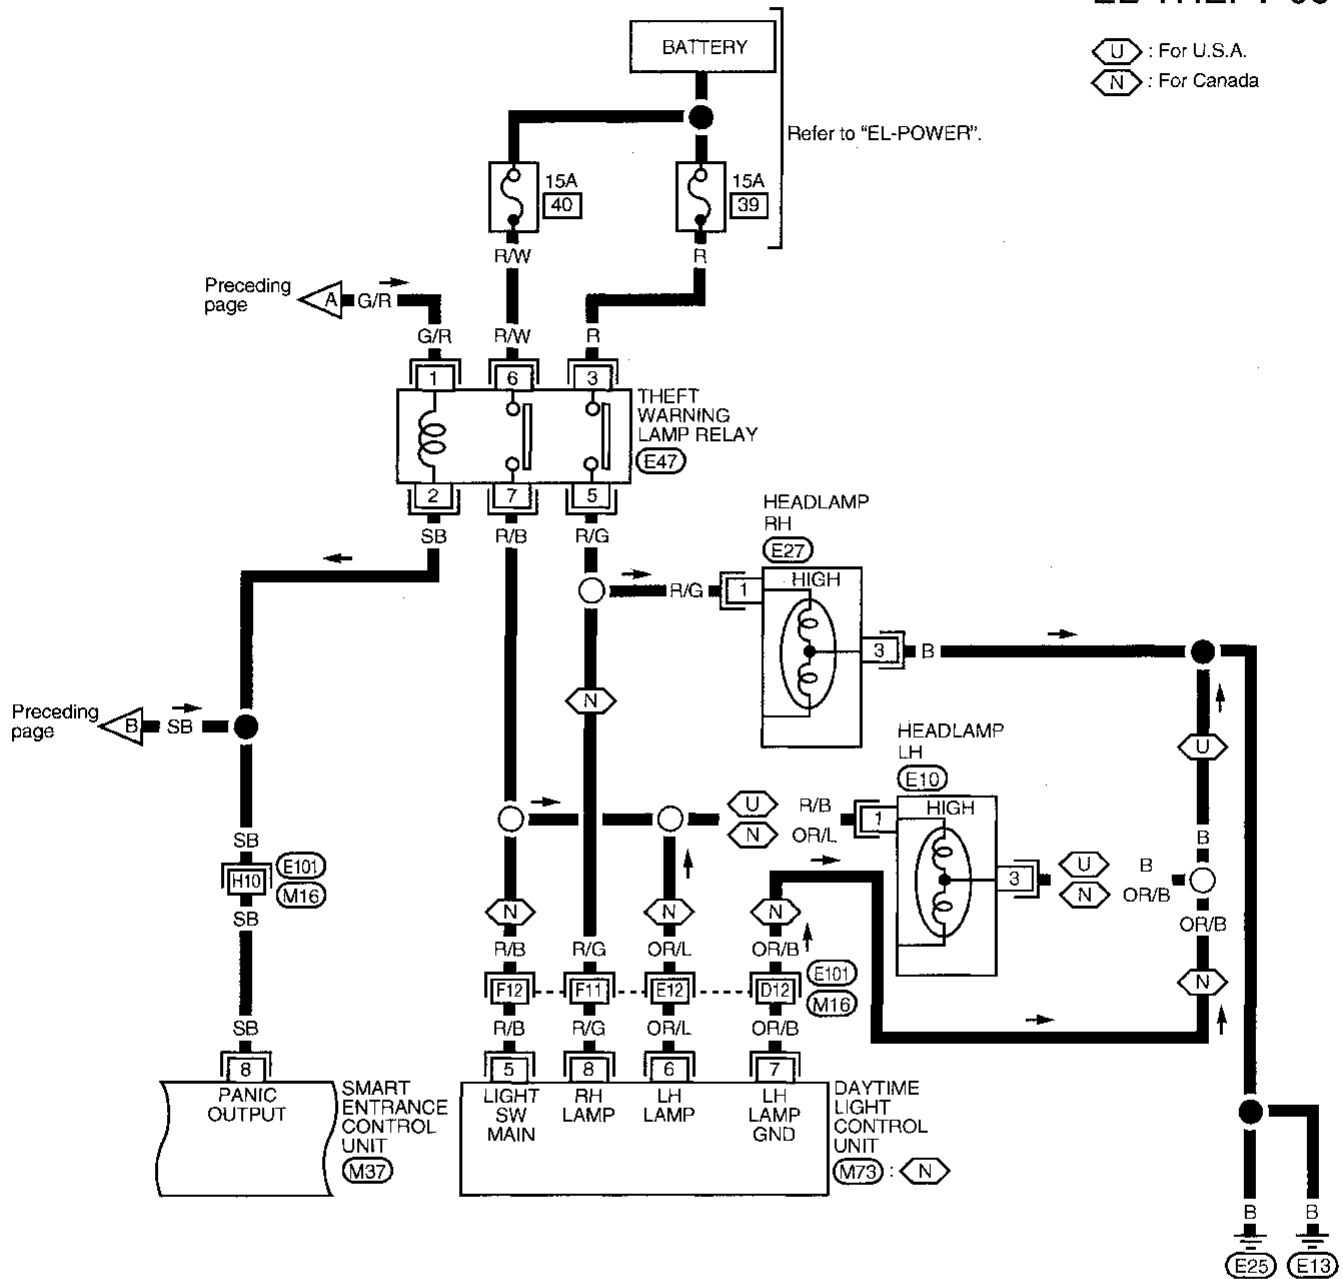 U : For U.S.A.
N : For Canada
BATTERY
Refer to "EL-POWER".
15A
40
15A
39
R/W
R
Preceding
page
A
G/R
G/R
R/W
R
1
6
3
THEFT
WARNING
LAMP RELAY
E47
2
7
5
SB
R/B
R/G
HEADLAMP
RH
E27
HIGH
R/G
1
3
B
N
Preceding
page
B
SB
U
HEADLAMP
LH
E10
HIGH
U
R/B
N
OR/L
1
3
U
B
N
OR/B
B
OR/B
SB
H10
E101
M16
SB
N
N
N
N
R/B
R/G
OR/L
OR/B
F12
F11
E12
D12
E101
M16
R/B
R/G
OR/L
OR/B
SB
8
5
8
6
7
PANIC
OUTPUT
SMART
ENTRANCE
CONTROL
UNIT
M37
LIGHT
SW
MAIN
RH
LAMP
LH
LAMP
LH
LAMP
GND
DAYTIME
LIGHT
CONTROL
UNIT
M73 : N
B
B
E25
E13